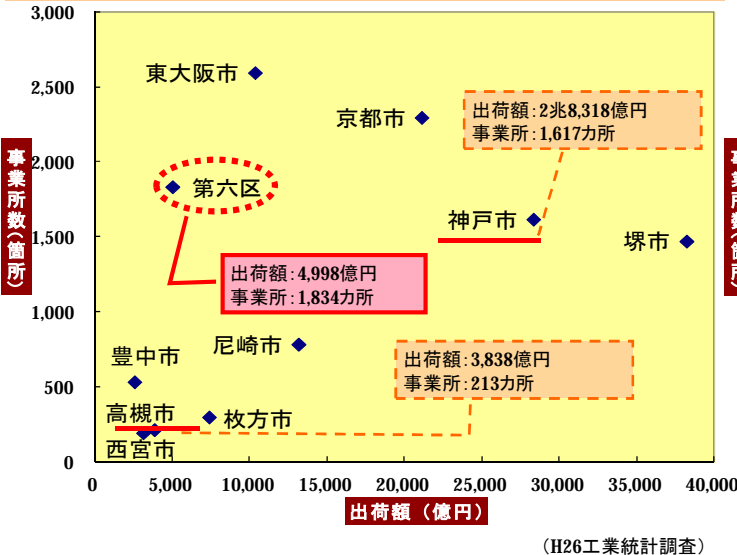 3,000
2,500
2,000
1,500
1,000
500
0
事業所数(箇所)
東大阪市
京都市
出荷額:2兆8,318億円
事業所:1,617カ所
第六区
神戸市
堺市
出荷額:4,998億円
事業所:1,834カ所
豊中市
尼崎市
出荷額:3,838億円
事業所:213カ所
高槻市
枚方市
西宮市
0 5,000 10,000 15,000 20,000 25,000 30,000 35,000 40,000
出荷額(億円)
(H26工業統計調査)